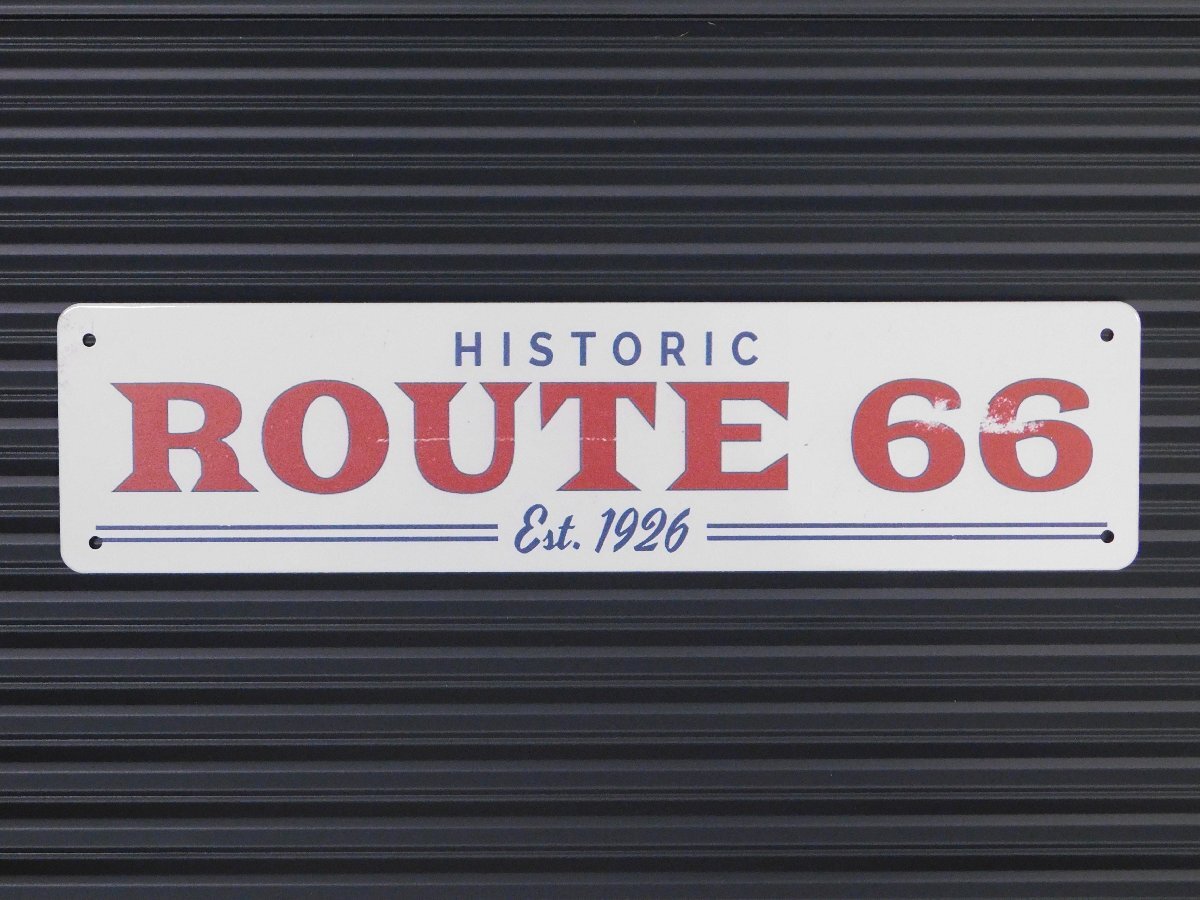 HISTORIC
ROUTE 66
Est. 1926